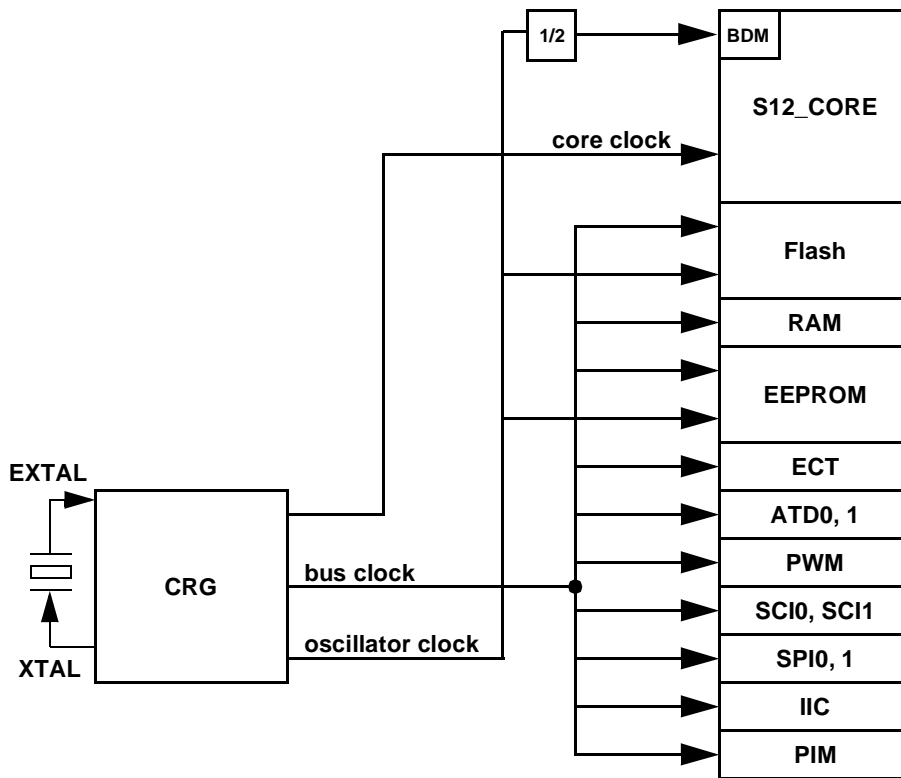 1/2
BDM
S12_CORE
core clock
Flash
RAM
EEPROM
EXTAL
ECT
ATD0, 1
CRG
bus clock
PWM
SCI0, SCI1
oscillator clock
XTAL
SPI0, 1
IIC
PIM